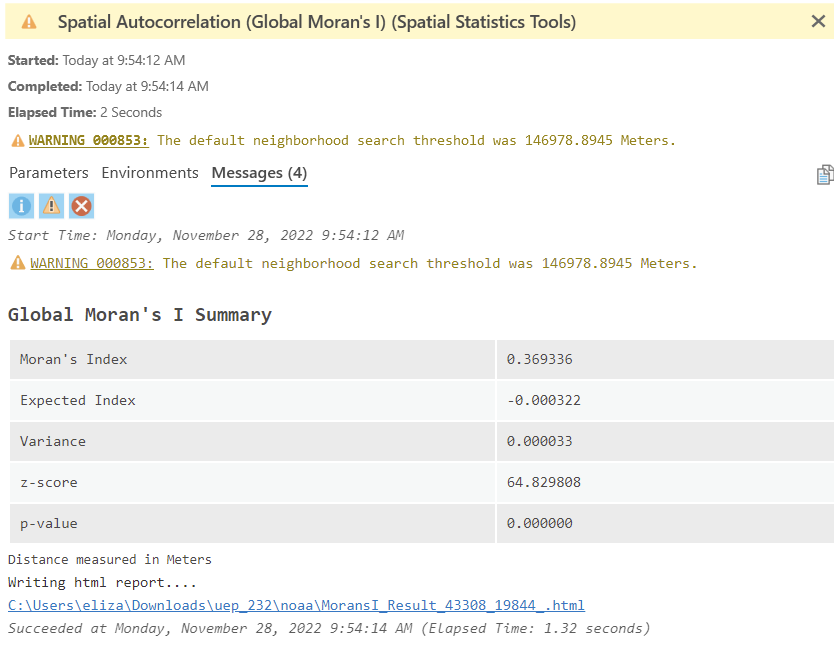 Spatial Autocorrelation (Global Moran's I) (Spatial Statistics Tools)
Started: Today at 9:54:12 AM
Completed: Today at 9:54:14 AM
Elapsed Time: 2 Seconds
WARNING 000853: The default neighborhood search threshold was 146978.8945 Meters.
Parameters Environments Messages (4)
Start Time: Monday, November 28, 2022 9:54:12 AM
WARNING 000853: The default neighborhood search threshold was 146978.8945 Meters.
Global Moran's I Summary
Moran's Index 0.369336
Expected Index -0.000322
Variance 0.000033
z-score 64.829808
p-value 0.000000
Distance measured in Meters
Writing html report....
C:\Users\eliza\Downloads\uep_232\noaa\MoransI_Result_43308_19844_.html
Succeeded at Monday, November 28, 2022 9:54:14 AM (Elapsed Time: 1.32 seconds)